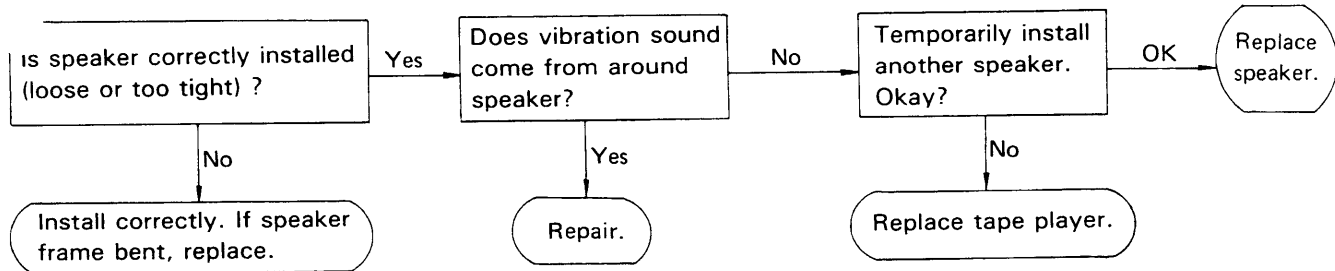 Is speaker correctly installed
(loose or too tight) ?
Yes
Does vibration sound
come from around
speaker?
No
Temporarily install
another speaker.
Okay?
OK
Replace
speaker.
No
Install correctly. If speaker
frame bent, replace.
Yes
Repair.
No
Replace tape player.